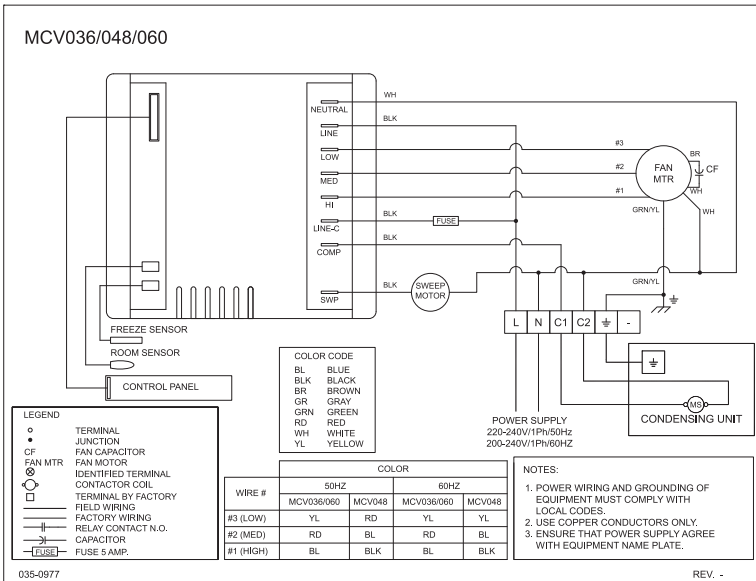 MCV036/048/060
NEUTRAL
LINE
LOW
MED
HI
LINE-C
COMP
SWP
WH
BLK
#3
#2
#1
BLK
FUSE
BLK
BLK
SWEEP
MOTOR
FAN
MTR
BR
CF
WH
GRN/YL
WH
GRN/YL
FREEZE SENSOR
ROOM SENSOR
CONTROL PANEL
L N C1 C2 -
MS
CONDENSING UNIT
POWER SUPPLY
220-240V/1Ph/50Hz
200-240V/1Ph/60HZ
COLOR CODE
BL BLUE
BLK BLACK
BR BROWN
GR GRAY
GRN GREEN
RD RED
WH WHITE
YL YELLOW
LEGEND
TERMINAL
JUNCTION
CF FAN CAPACITOR
FAN MTR FAN MOTOR
IDENTIFIED TERMINAL
CONTACTOR COIL
TERMINAL BY FACTORY
FIELD WIRING
FACTORY WIRING
RELAY CONTACT N.O.
CAPACITOR
FUSE FUSE 5 AMP.
COLOR
WIRE # 50HZ 60HZ
MCV036/060 MCV048 MCV036/060 MCV048
#3 (LOW) YL RD YL YL
#2 (MED) RD BL RD BL
#1 (HIGH) BL BLK BL BLK
NOTES:
1. POWER WIRING AND GROUNDING OF
EQUIPMENT MUST COMPLY WITH
LOCAL CODES.
2. USE COPPER CONDUCTORS ONLY.
3. ENSURE THAT POWER SUPPLY AGREE
WITH EQUIPMENT NAME PLATE.
035-0977
REV. -